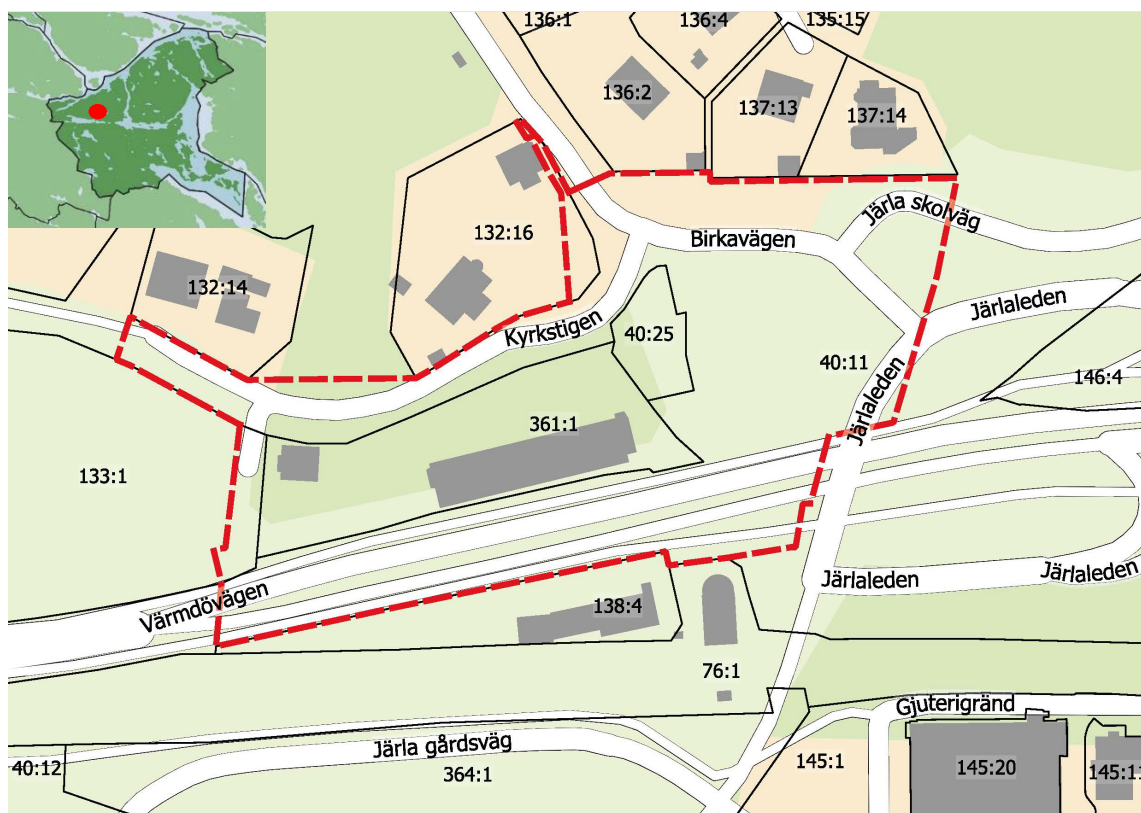 136:1
136:4
135:15
136:2
137:13
137:14
Järla skolväg
132:16
Birkavägen
132:14
Järlaleden
Kyrkstigen
40:25
40:11
146:4
Järlaleden
361:1
133:1
Järlaleden
Järlaleden
Värmdövägen
138:4
76:1
Gjuterigränd
Järla gårdsväg
40:12
364:1
145:1
145:20
145:11